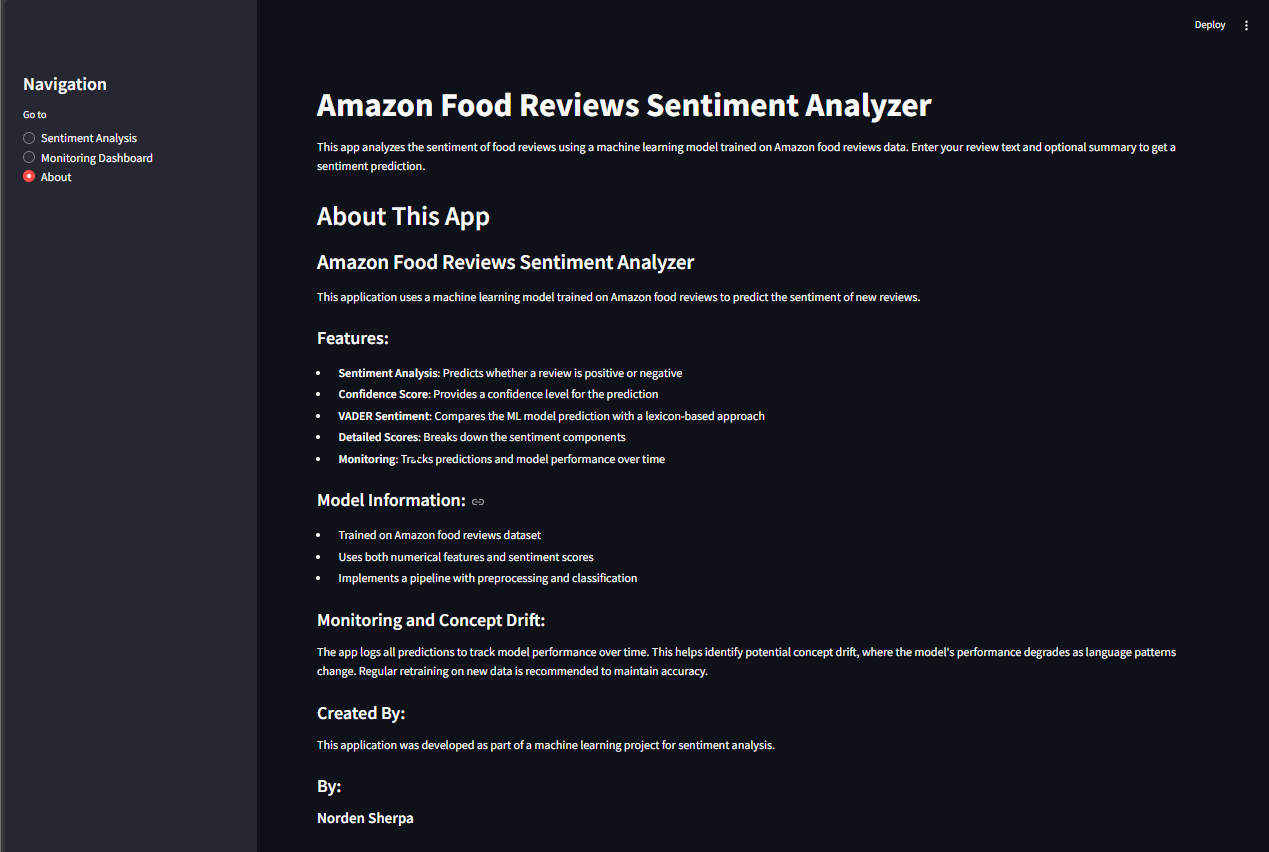 Deploy
Navigation
Go to
Sentiment Analysis
Monitoring Dashboard
About
Amazon Food Reviews Sentiment Analyzer
This app analyzes the sentiment of food reviews using a machine learning model trained on Amazon food reviews data. Enter your review text and optional summary to get a
sentiment prediction.
About This App
Amazon Food Reviews Sentiment Analyzer
This application uses a machine learning model trained on Amazon food reviews to predict the sentiment of new reviews.
Features:
• Sentiment Analysis: Predicts whether a review is positive or negative
• Confidence Score: Provides a confidence level for the prediction
• VADER Sentiment: Compares the ML model prediction with a lexicon-based approach
• Detailed Scores: Breaks down the sentiment components
• Monitoring: Tracks predictions and model performance over time
Model Information:
• Trained on Amazon food reviews dataset
• Uses both numerical features and sentiment scores
• Implements a pipeline with preprocessing and classification
Monitoring and Concept Drift:
The app logs all predictions to track model performance over time. This helps identify potential concept drift, where the model's performance degrades as language patterns
change. Regular retraining on new data is recommended to maintain accuracy.
Created By:
This application was developed as part of a machine learning project for sentiment analysis.
By:
Norden Sherpa